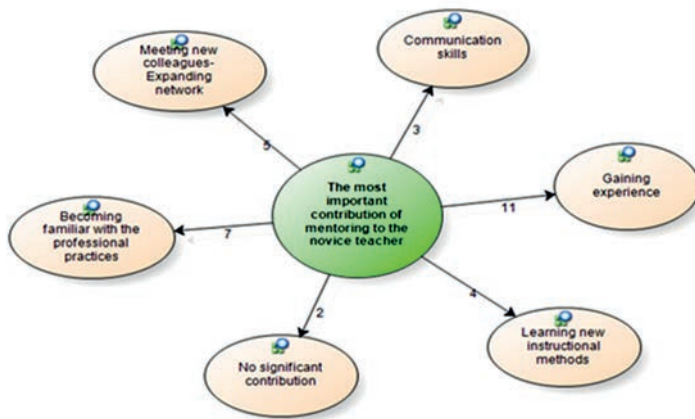 Meeting new
colleagues-
Expanding
network
Communication
skills
5
3
The most
important
contribution of
mentoring to the
novice teacher
Gaining
experience
11
Becoming
familiar with the
professional
practices
7
2
4
No significant
contribution
Learning new
instructional
methods